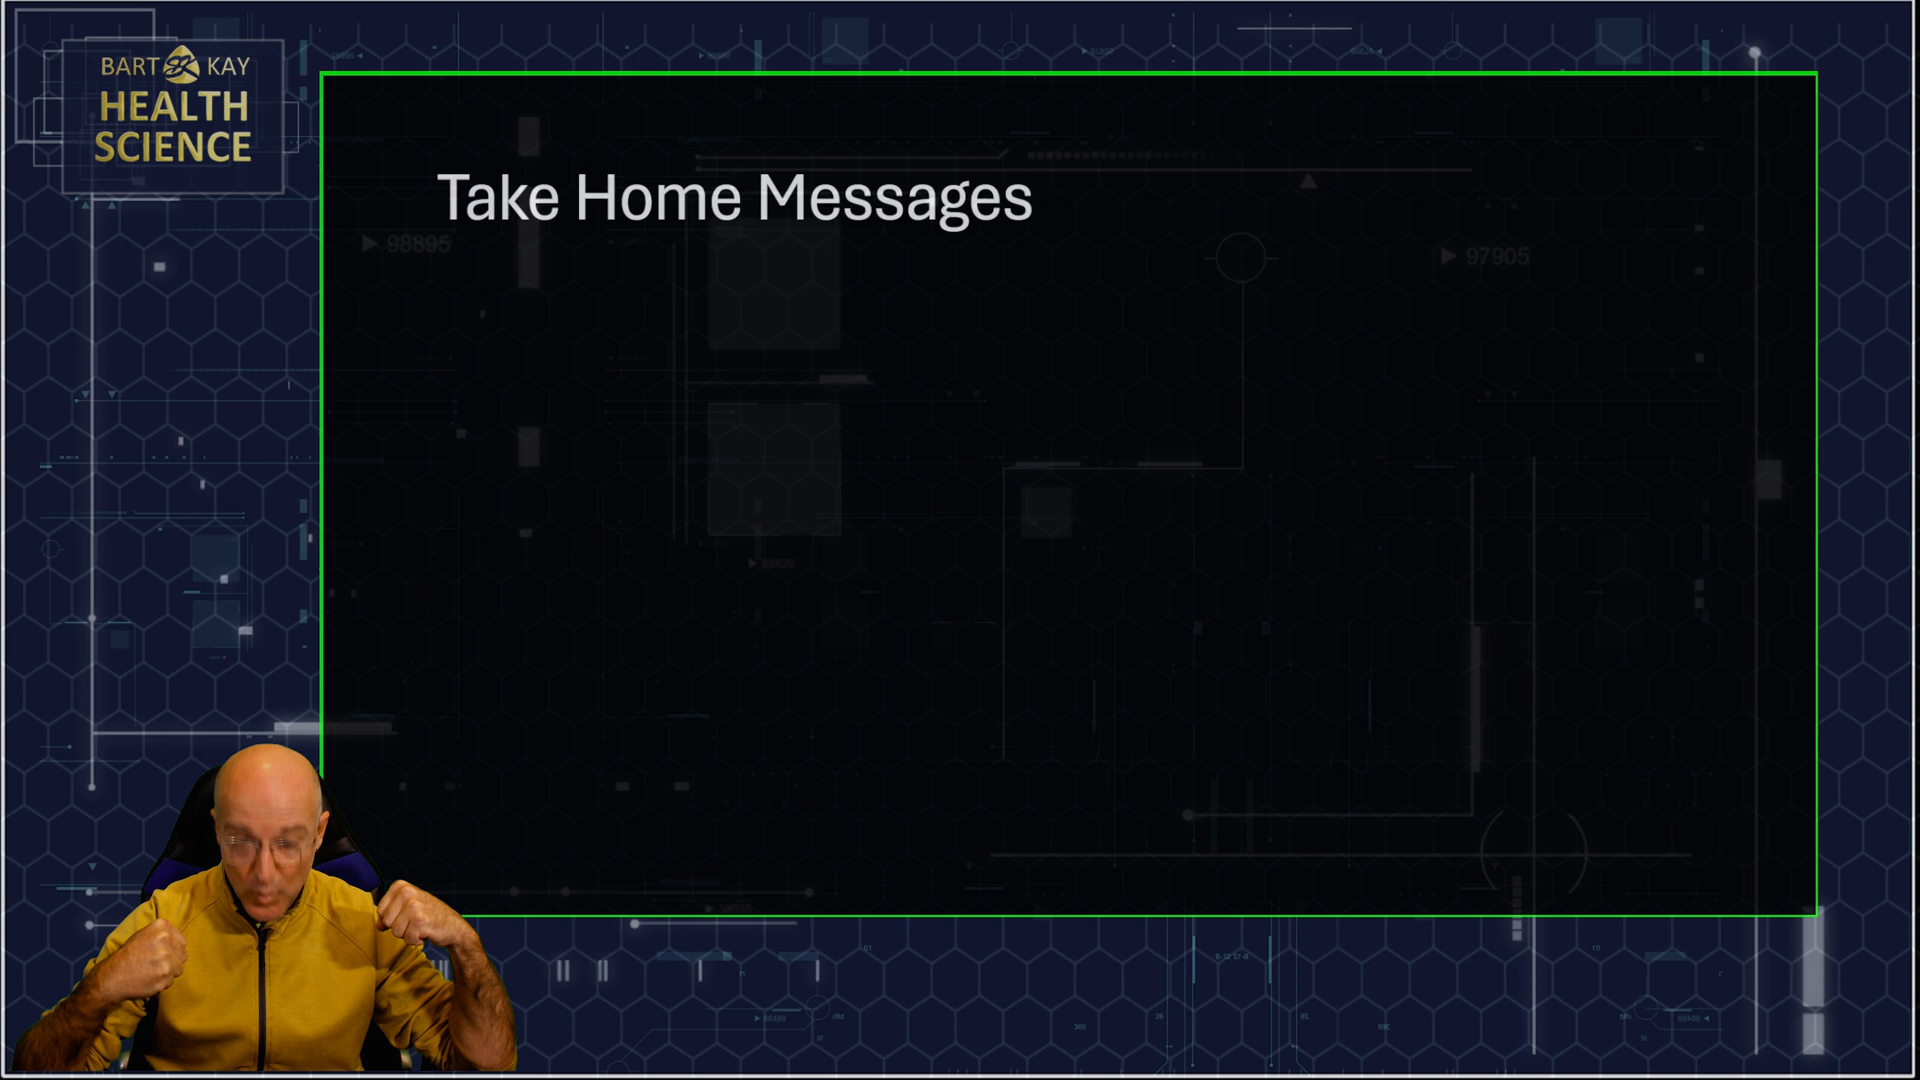 BART KAY
HEALTH
SCIENCE
Take Home Messages
98895
97905